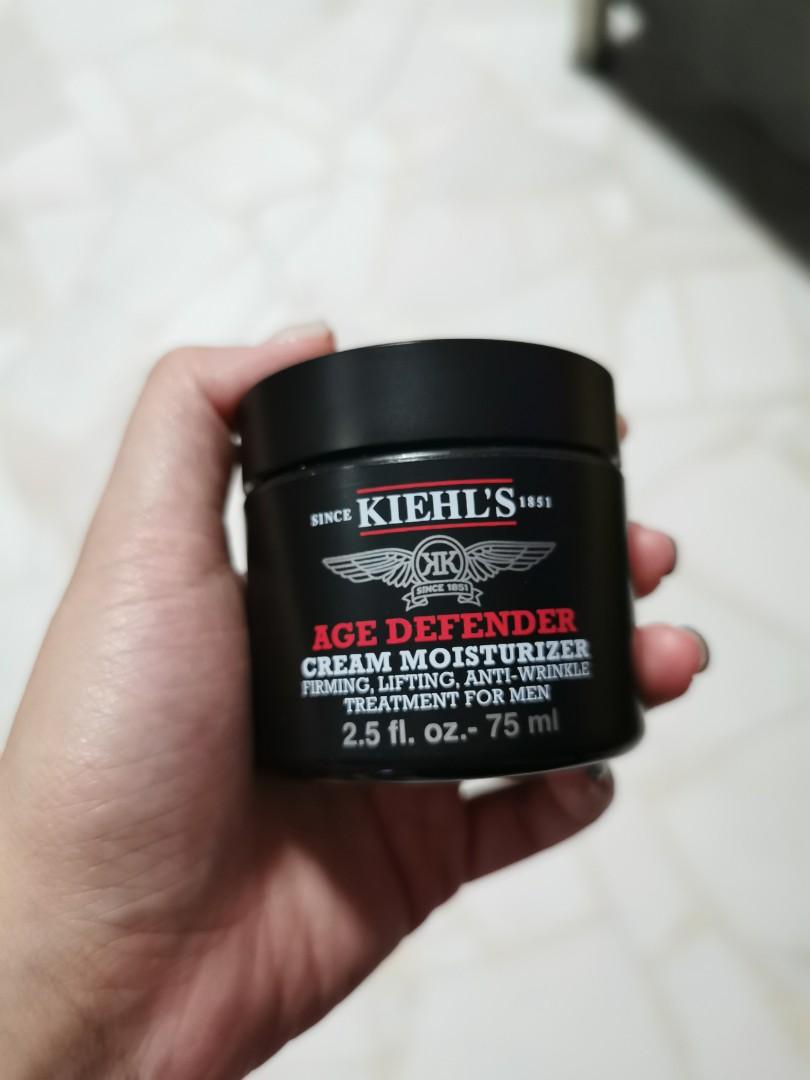 SINCE KIEHL'S 1851
KK
SINCE 1851
AGE DEFENDER
CREAM MOISTURIZER
FIRMING, LIFTING, ANTI-WRINKLE
TREATMENT FOR MEN
2.5 fl. oz.- 75 ml